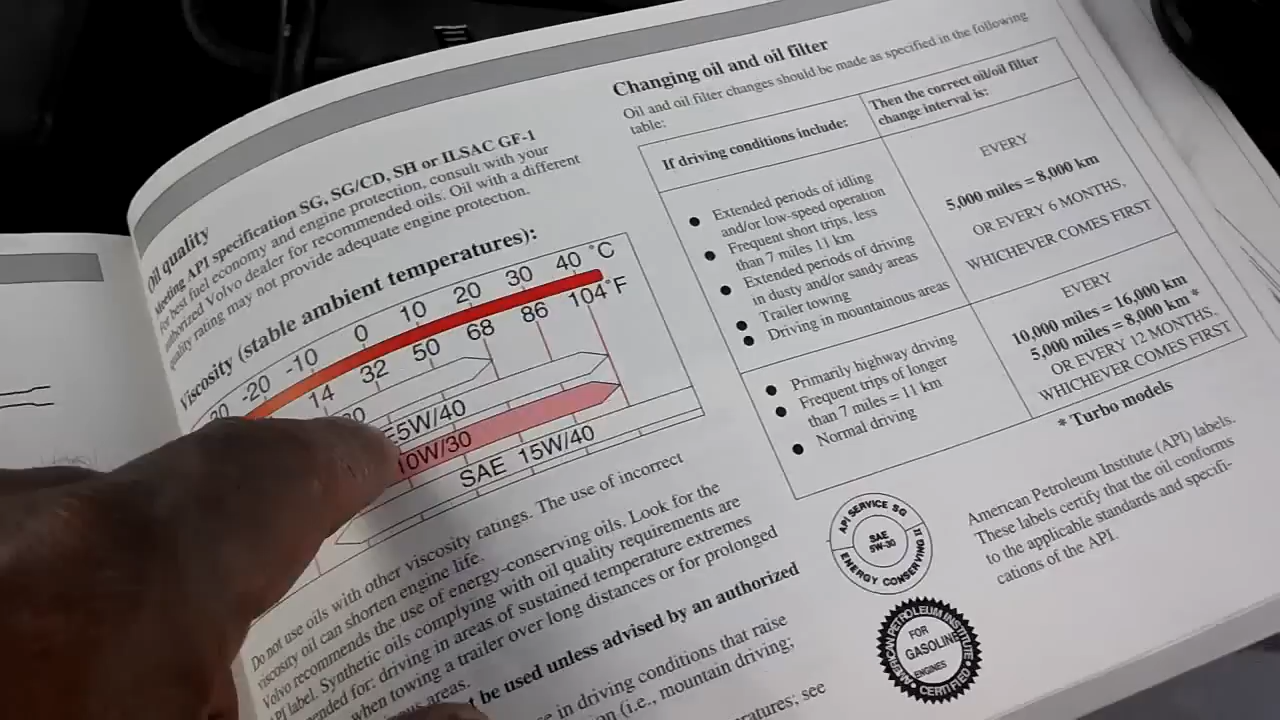 Oil quality
Meeting API specification SG, SG/CD, SH or ILSAC GF-1
For best fuel economy and engine protection, consult with your
authorized Volvo dealer for recommended oils. Oil with a different
quality rating may not provide adequate engine protection.
Viscosity (stable ambient temperatures):
-20 -10 0 10 20 30 40 °C
14 32 50 68 86 104°F
5W/40
10W/30
SAE 15W/40
Do not use oils with other viscosity ratings. The use of incorrect
viscosity oil can shorten engine life.
Volvo recommends the use of energy-conserving oils. Look for the
API label. Synthetic oils complying with oil quality requirements are
driving in areas of sustained temperature extremes
when towing a trailer over long distances or for prolonged
areas.
be used unless advised by an authorized
in driving conditions that raise
(i.e., mountain driving;
see
Changing oil and oil filter
Oil and oil filter changes should be made as specified in the following
table:
If driving conditions include:
Then the correct oil/oil filter
change interval is:
• Extended periods of idling
and/or low-speed operation
• Frequent short trips, less
than 7 miles 11 km
• Extended periods of driving
in dusty and/or sandy areas
• Trailer towing
• Driving in mountainous areas
EVERY
5,000 miles = 8,000 km
OR EVERY 6 MONTHS,
WHICHEVER COMES FIRST
• Primarily highway driving
• Frequent trips of longer
than 7 miles = 11 km
• Normal driving
EVERY
10,000 miles = 16,000 km
5,000 miles = 8,000 km *
OR EVERY 12 MONTHS,
WHICHEVER COMES FIRST
* Turbo models
API SERVICE SG
SAE
5W-30
ENERGY CONSERVING II
AMERICAN PETROLEUM INSTITUTE
FOR
GASOLINE
ENGINES
CERTIFIED
American Petroleum Institute (API) labels.
These labels certify that the oil conforms
to the applicable standards and specifi-
cations of the API.